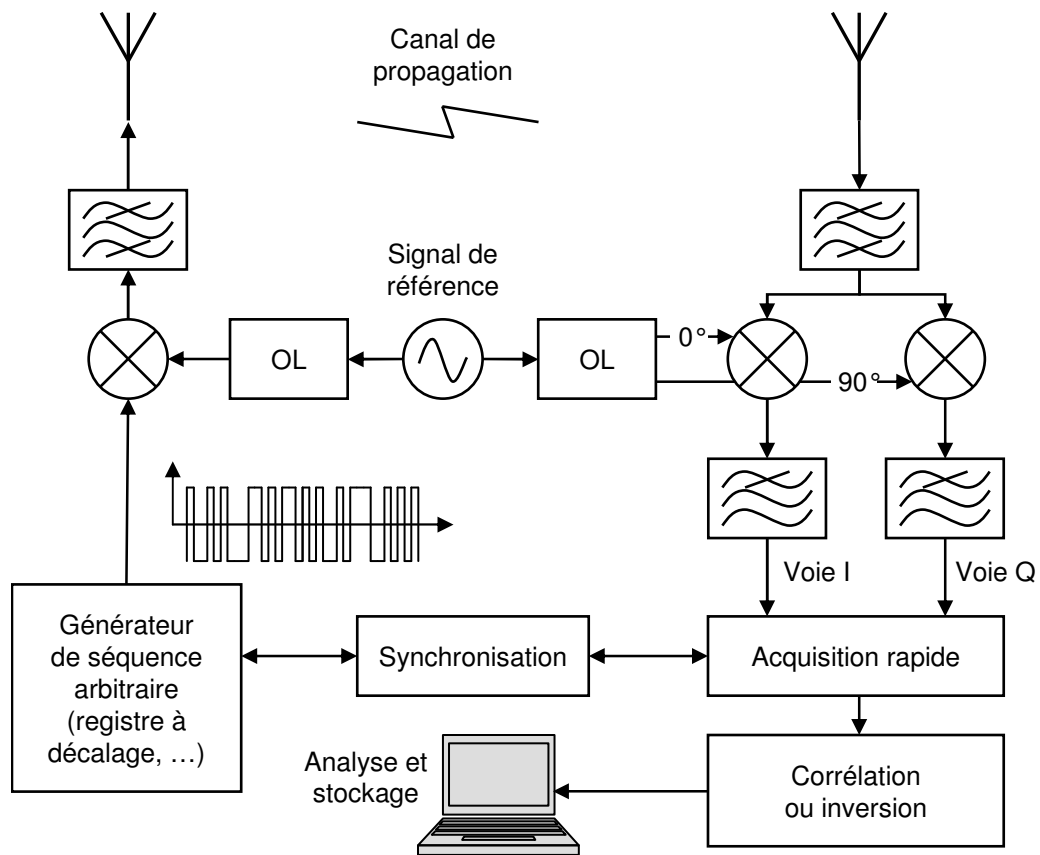 Canal de
propagation
Signal de
référence
OL
OL
0°
90°
Voie I
Voie Q
Générateur
de séquence
arbitraire
(registre à
décalage, …)
Synchronisation
Acquisition rapide
Analyse et
stockage
Corrélation
ou inversion